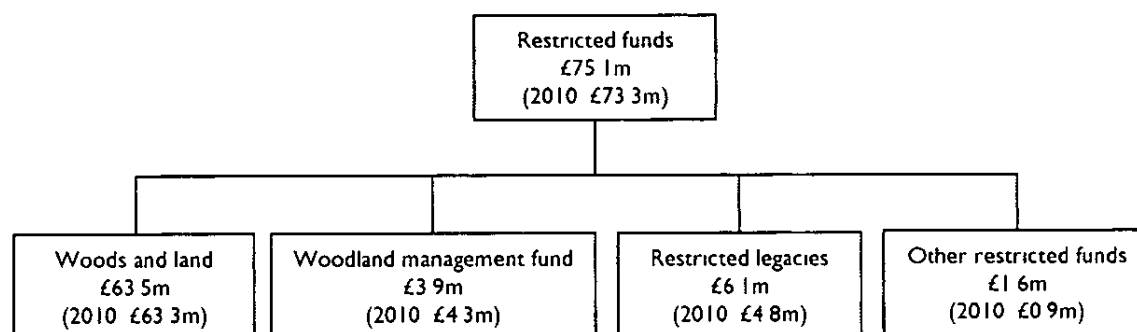 Restricted funds
£75 1m
(2010 £73 3m)
Woods and land
£63 5m
(2010 £63 3m)
Woodland management fund
£3 9m
(2010 £4 3m)
Restricted legacies
£6 1m
(2010 £4 8m)
Other restricted funds
£1 6m
(2010 £0 9m)